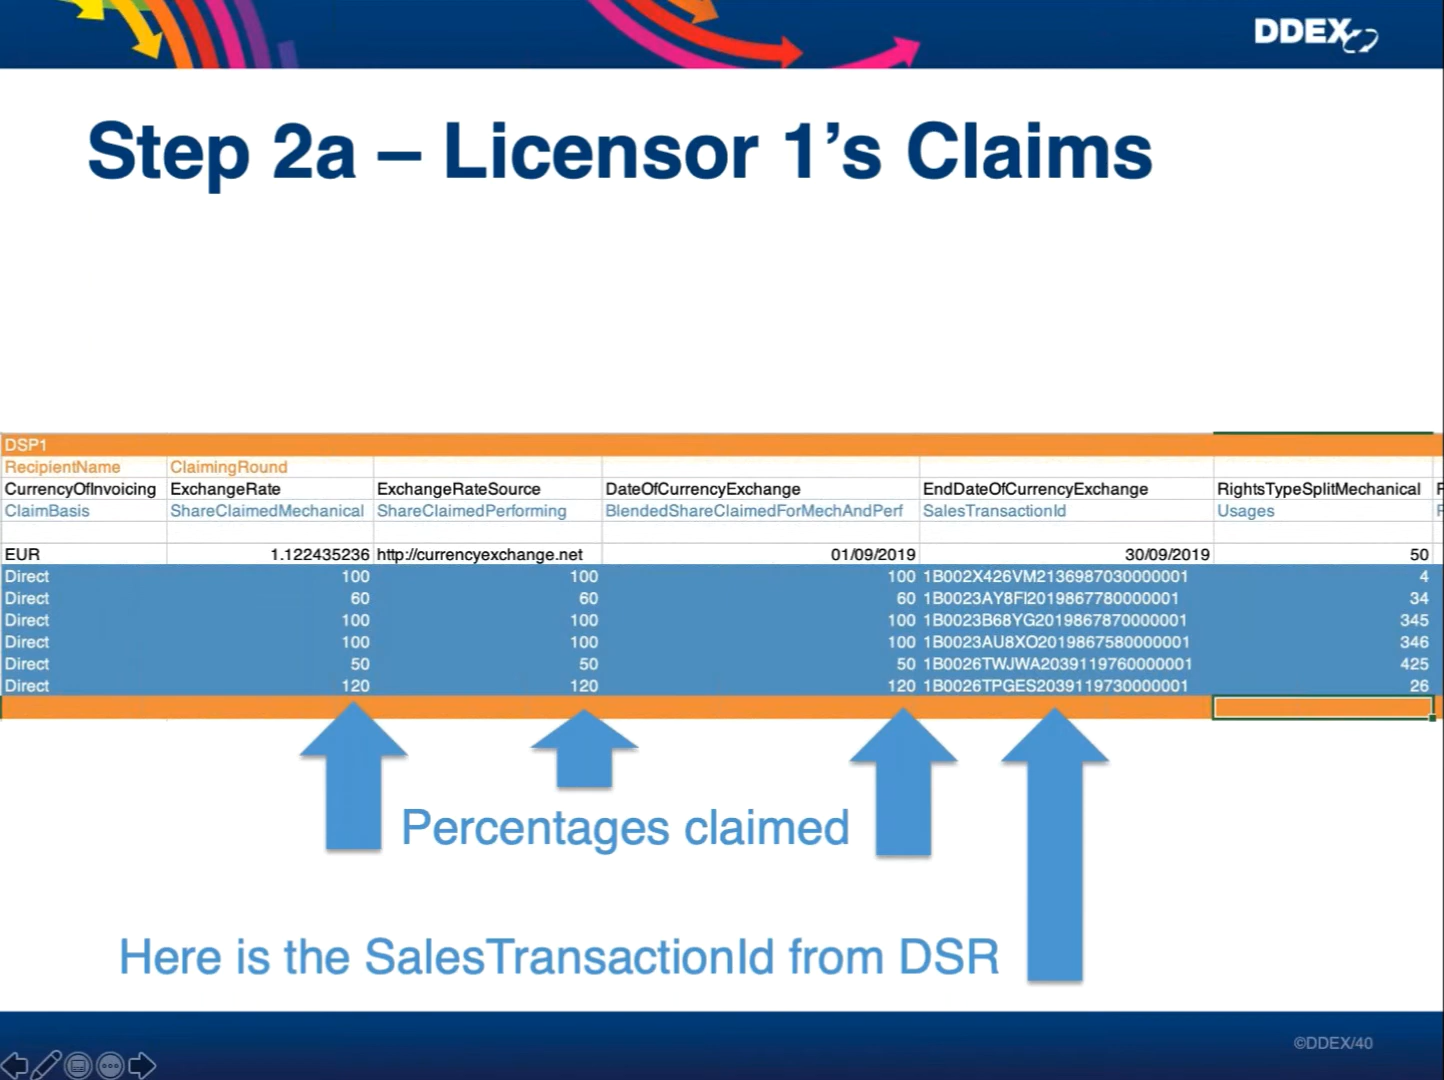 DDEX
Step 2a – Licensor 1’s Claims
DSP1
RecipientName ClaimingRound
CurrencyOfInvoicing ExchangeRate ExchangeRateSource DateOfCurrencyExchange EndDateOfCurrencyExchange RightsTypeSplitMechanical
ClaimBasis ShareClaimedMechanical ShareClaimedPerforming BlendedShareClaimedForMechAndPerf SalesTransactionId Usages
EUR 1.122435236 http://currencyexchange.net 01/09/2019 30/09/2019 50
Direct 100 100 100 1B002X426VM2136987030000001 4
Direct 60 60 60 1B0023AY8FI2019867780000001 34
Direct 100 100 100 1B0023B68YG2019867870000001 345
Direct 100 100 100 1B0023AU8XO2019867580000001 346
Direct 50 50 50 1B0026TWJWA2039119760000001 425
Direct 120 120 120 1B0026TPGES2039119730000001 26
Percentages claimed
Here is the SalesTransactionId from DSR
©DDEX/40